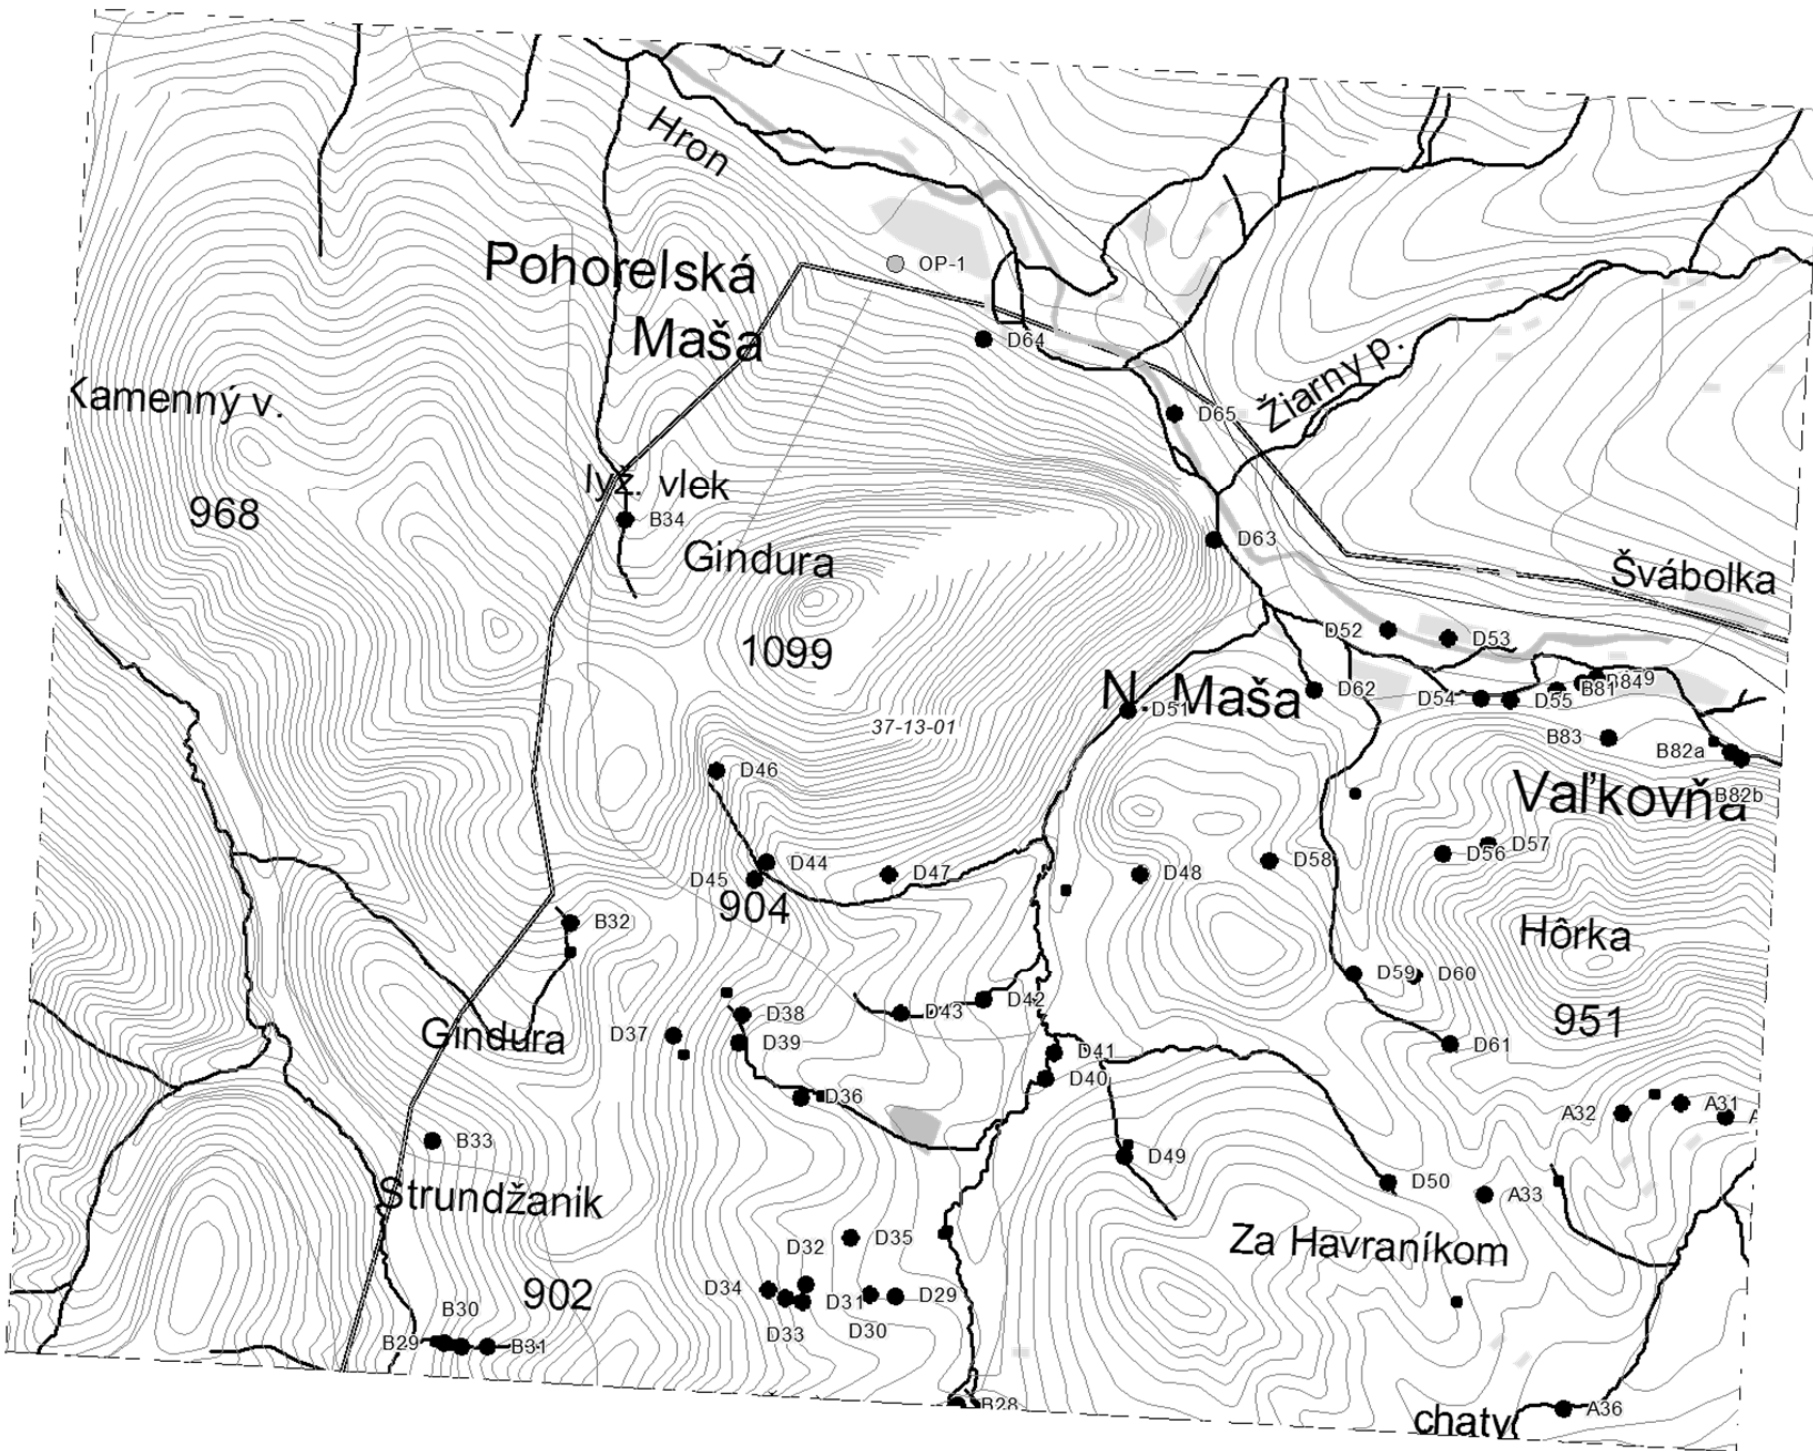 Hron
Pohorelská
Maša
OP-1
D64
Kamenný v.
Žiarny p.
D65
968
lyž. vlek
B34
Gindura
D63
Švábolka
1099
D52
D53
N. Maša
D51
D62
D54
D55
B81
37-13-01
B83
B82a
D46
Vaľkovňa
B82b
D44
D45
D47
D48
D58
D56
D57
904
B32
Hôrka
D59
D60
951
D37
D38
D39
D43
D42
Gindura
D41
D40
D61
D36
A32
A31
B33
D49
D50
A33
Strundžanik
D32
D35
Za Havraníkom
D34
D31
D29
902
D33
D30
B30
B29
B31
B28
chaty
A36